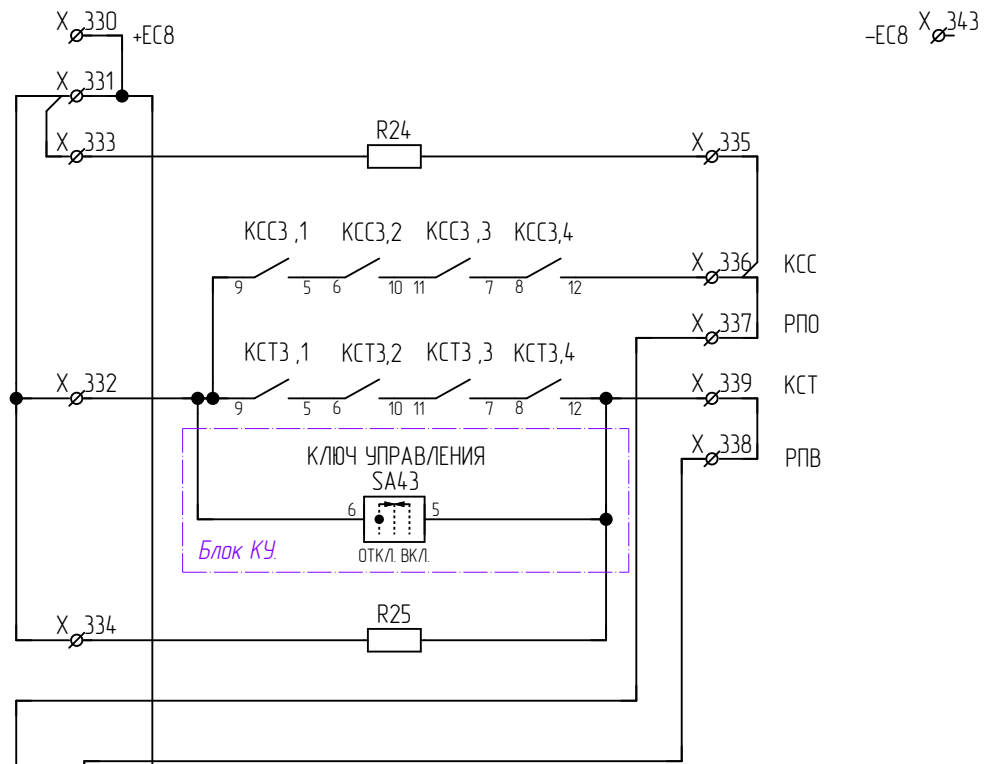 X 330
+ЕС8
–ЕС8 X 343
X 331
X 333
R24
X 335
КСС3 ,1 КСС3,2 КСС3 ,3 КСС3,4
X 336 КСС
9 5 6 10 11 7 8 12
X 337 РПО
КСТ3 ,1 КСТ3,2 КСТ3 ,3 КСТ3,4
X 332
X 339 КСТ
9 5 6 10 11 7 8 12
КЛЮЧ УПРАВЛЕНИЯ
X 338 РПВ
SA43
6 5
Блок КУ.
ОТКЛ. ВКЛ.
X 334
R25